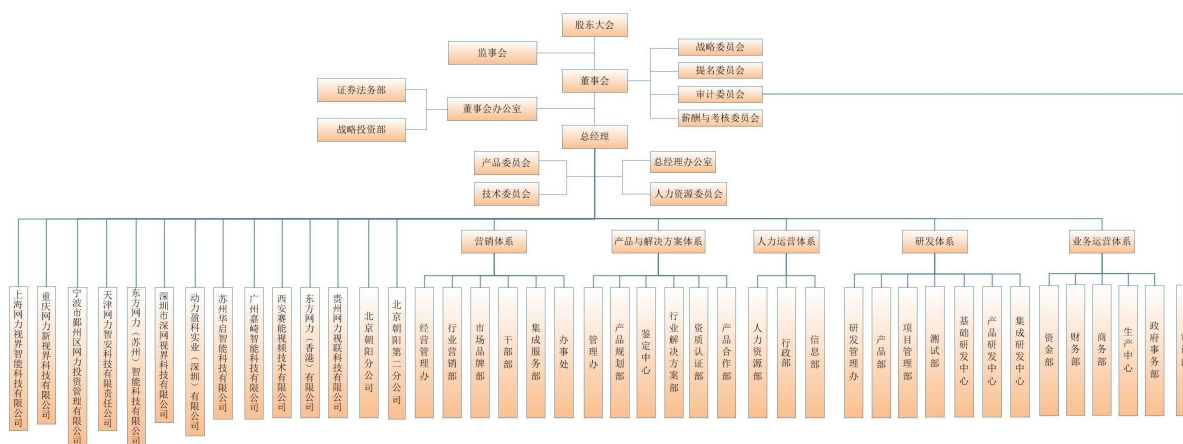 股东大会
监事会
董事会
战略委员会
提名委员会
审计委员会
薪酬与考核委员会
证券法务部
董事会办公室
战略投资部
总经理
产品委员会
总经理办公室
技术委员会
人力资源委员会
营销体系
产品与解决方案体系
人力运营体系
研发体系
业务运营体系
上海网力视界智能科技有限公司
重庆网力新视界科技有限公司
宁波市鄞州区网力投资管理有限公司
天津网力智安科技有限责任公司
东方网力（苏州）智能科技有限公司
深圳市深网视界科技有限公司
动力盈科实业（深圳）有限公司
苏州华启智能科技有限公司
广州嘉崎智能科技有限公司
西安赛能视频技术有限公司
东方网力（香港）有限公司
贵州网力视联科技有限公司
北京朝阳分公司
北京朝阳第二分公司
经营管理办
行业营销部
市场品牌部
干部部
集成服务部
办事处
管理办
产品规划部
鉴定中心
行业解决方案部
资质认证部
产品合作部
人力资源部
行政部
信息部
研发管理办
产品部
项目管理部
测试部
基础研发中心
产品研发中心
集成研发中心
资金部
财务部
商务部
生产中心
政府事务部